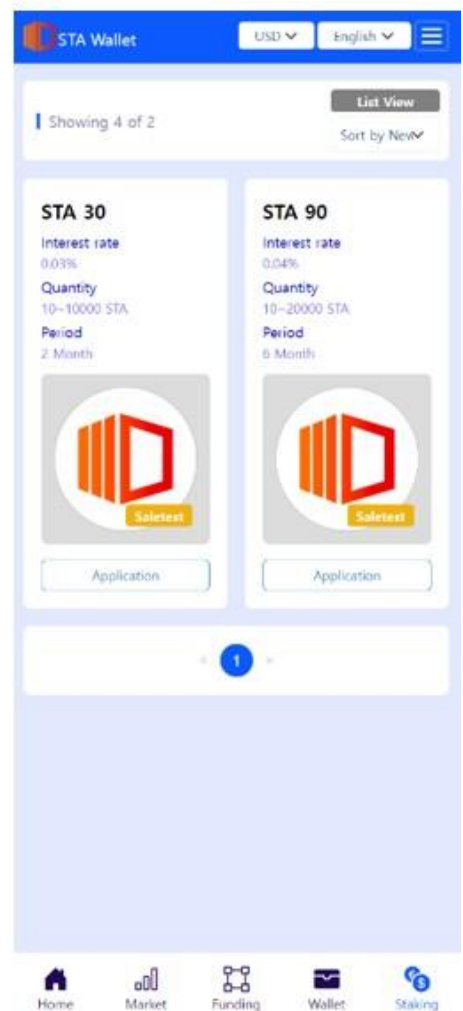 STA Wallet
USD
English
List View
Showing 4 of 2
Sort by New
STA 30
Interest rate
0.03%
Quantity
10~10000 STA
Period
2 Month
Saletext
Application
STA 90
Interest rate
0.04%
Quantity
10~20000 STA
Period
6 Month
Saletext
Application
1
Home
Market
Funding
Wallet
Staking